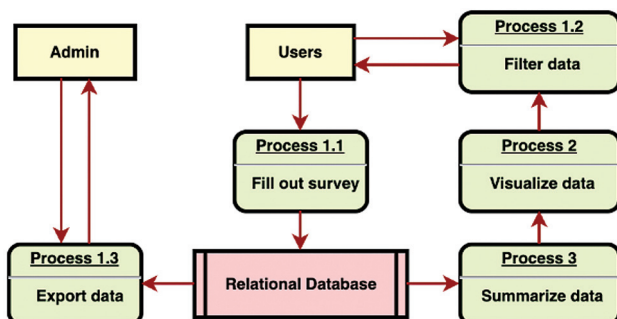 Process 1.2
Admin
Users
Filter data
Process 1.1
Process 2
Fill out survey
Visualize data
Process 1.3
Relational Database
Process 3
Export data
Summarize data